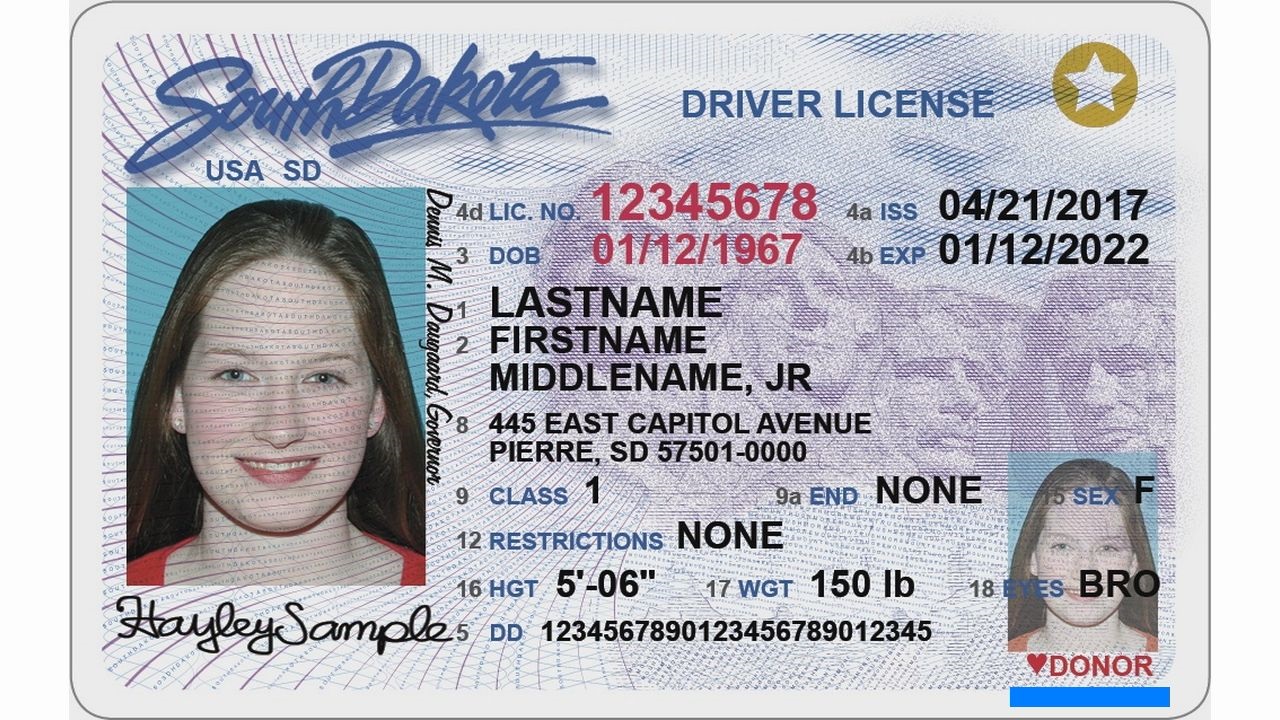 South Dakota
DRIVER LICENSE
USA SD
4d LIC. NO. 12345678 4a ISS 04/21/2017
3 DOB 01/12/1967 4b EXP 01/12/2022
1 LASTNAME
2 FIRSTNAME
MIDDLENAME, JR
8 445 EAST CAPITOL AVENUE
PIERRE, SD 57501-0000
9 CLASS 1 9a END NONE 15 SEX F
12 RESTRICTIONS NONE
16 HGT 5'-06" 17 WGT 150 lb 18 EYES BRO
5 DD 1234567890123456789012345
Dennis M. Daugaard, Governor
Hayley Sample
♥DONOR